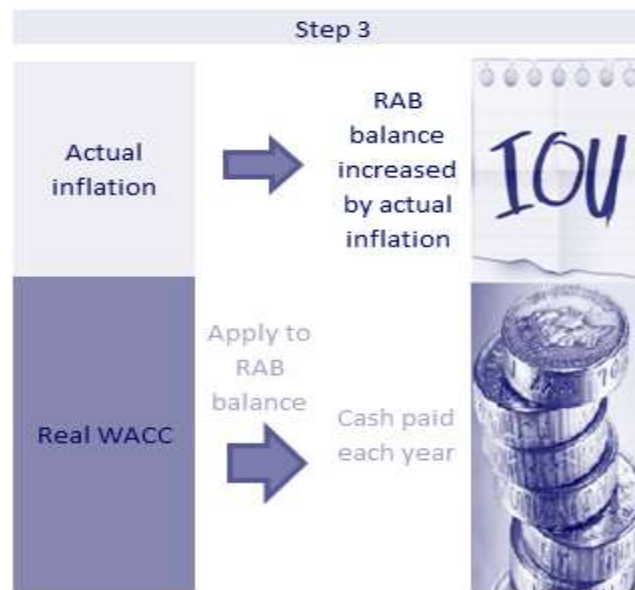 Step 3
Actual
inflation
RAB
balance
increased
by actual
inflation
IOU
Apply to
RAB
balance
Real WACC
Cash paid
each year